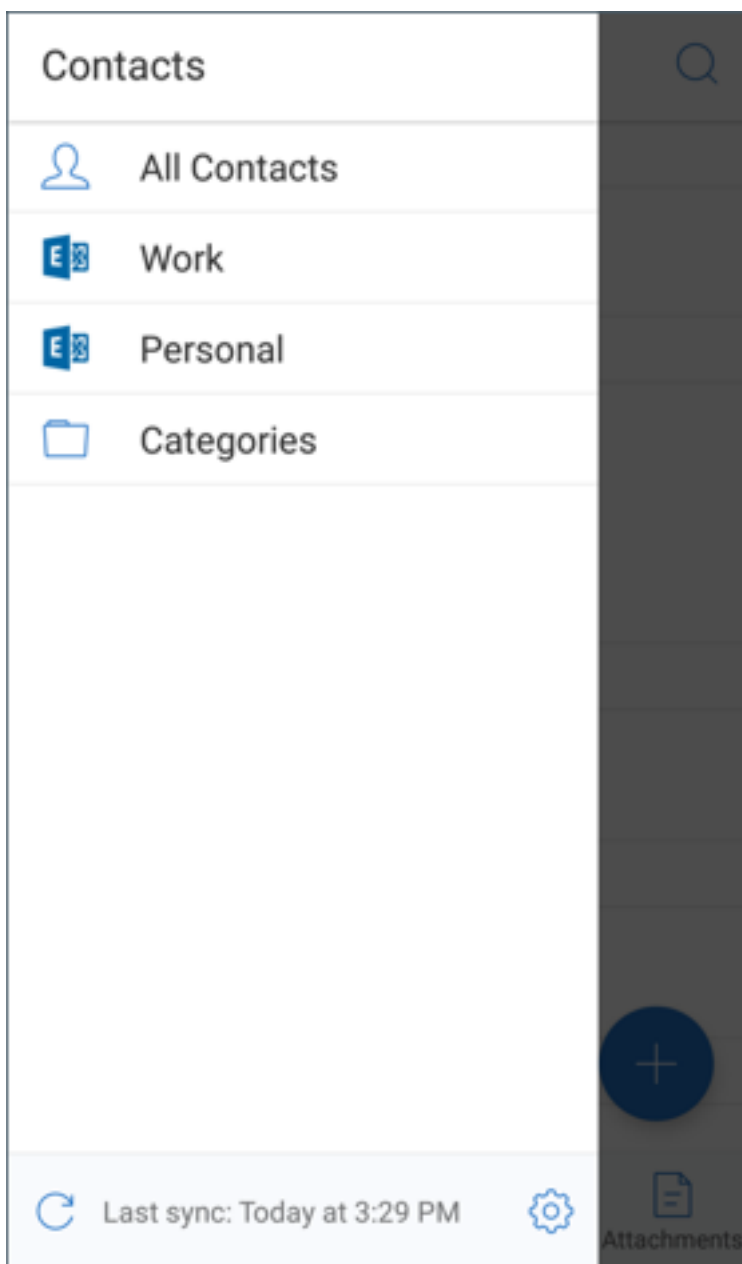 Contacts
All Contacts
E Work
E Personal
Categories
Last sync: Today at 3:29 PM
Attachments